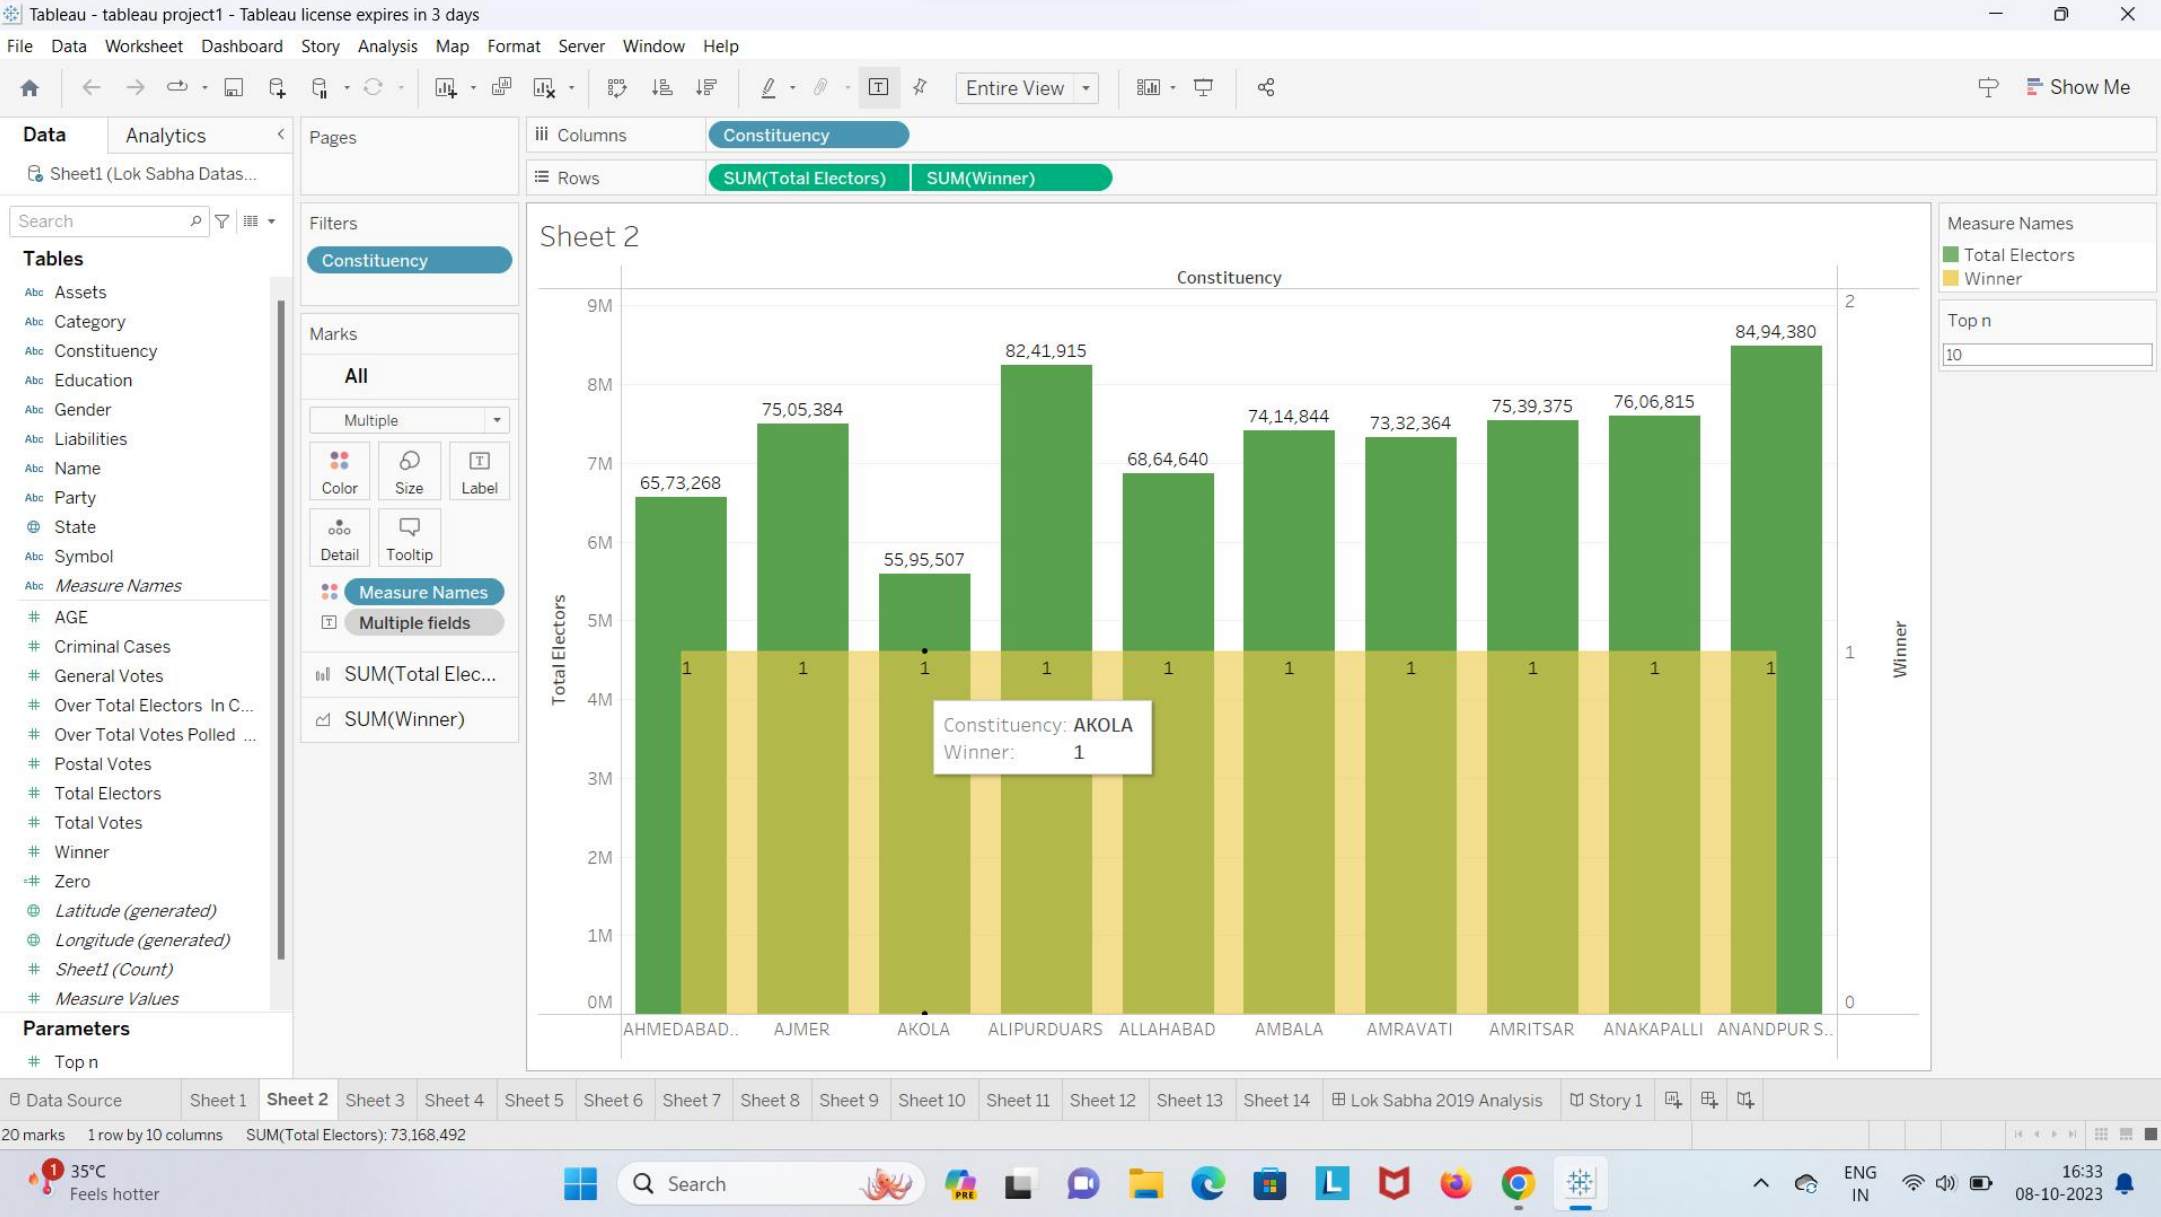 Tableau - tableau project1 - Tableau license expires in 3 days
File Data Worksheet Dashboard Story Analysis Map Format Server Window Help
Entire View
Show Me
Data Analytics
Sheet1 (Lok Sabha Datas...
Search
Tables
Abc Assets
Abc Category
Abc Constituency
Abc Education
Abc Gender
Abc Liabilities
Abc Name
Abc Party
State
Abc Symbol
Abc Measure Names
# AGE
# Criminal Cases
# General Votes
# Over Total Electors In C...
# Over Total Votes Polled ...
# Postal Votes
# Total Electors
# Total Votes
# Winner
=# Zero
Latitude (generated)
Longitude (generated)
# Sheet1 (Count)
# Measure Values
Parameters
# Top n
Pages
Filters
Constituency
Marks
All
Multiple
Color Size Label
Detail Tooltip
Measure Names
Multiple fields
SUM(Total Elec...
SUM(Winner)
Columns Constituency
Rows SUM(Total Electors) SUM(Winner)
Sheet 2
Constituency
Total Electors
9M
8M
7M
6M
5M
4M
3M
2M
1M
0M
65,73,268
75,05,384
55,95,507
82,41,915
68,64,640
74,14,844
73,32,364
75,39,375
76,06,815
84,94,380
1 1 1 1 1 1 1 1 1 1
Constituency: AKOLA
Winner: 1
AHMEDABAD.. AJMER AKOLA ALIPURDUARS ALLAHABAD AMBALA AMRAVATI AMRITSAR ANAKAPALLI ANANDPUR S..
2
1
0
Winner
Measure Names
Total Electors
Winner
Top n
10
Data Source Sheet 1 Sheet 2 Sheet 3 Sheet 4 Sheet 5 Sheet 6 Sheet 7 Sheet 8 Sheet 9 Sheet 10 Sheet 11 Sheet 12 Sheet 13 Sheet 14 Lok Sabha 2019 Analysis Story 1
20 marks 1 row by 10 columns SUM(Total Electors): 73,168,492
1
35°C
Feels hotter
Search
PRE
L
ENG
IN
16:33
08-10-2023